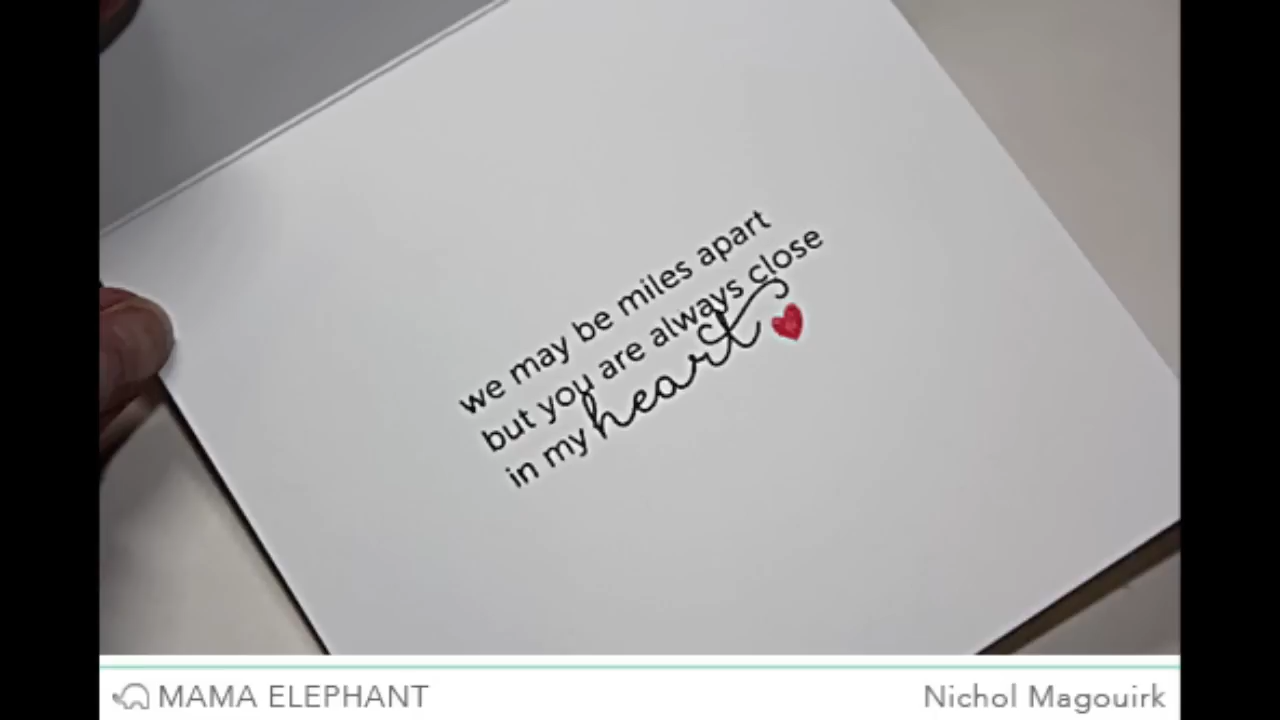 we may be miles apart
but you are always close
in my heart
MAMA ELEPHANT
Nichol Magouirk